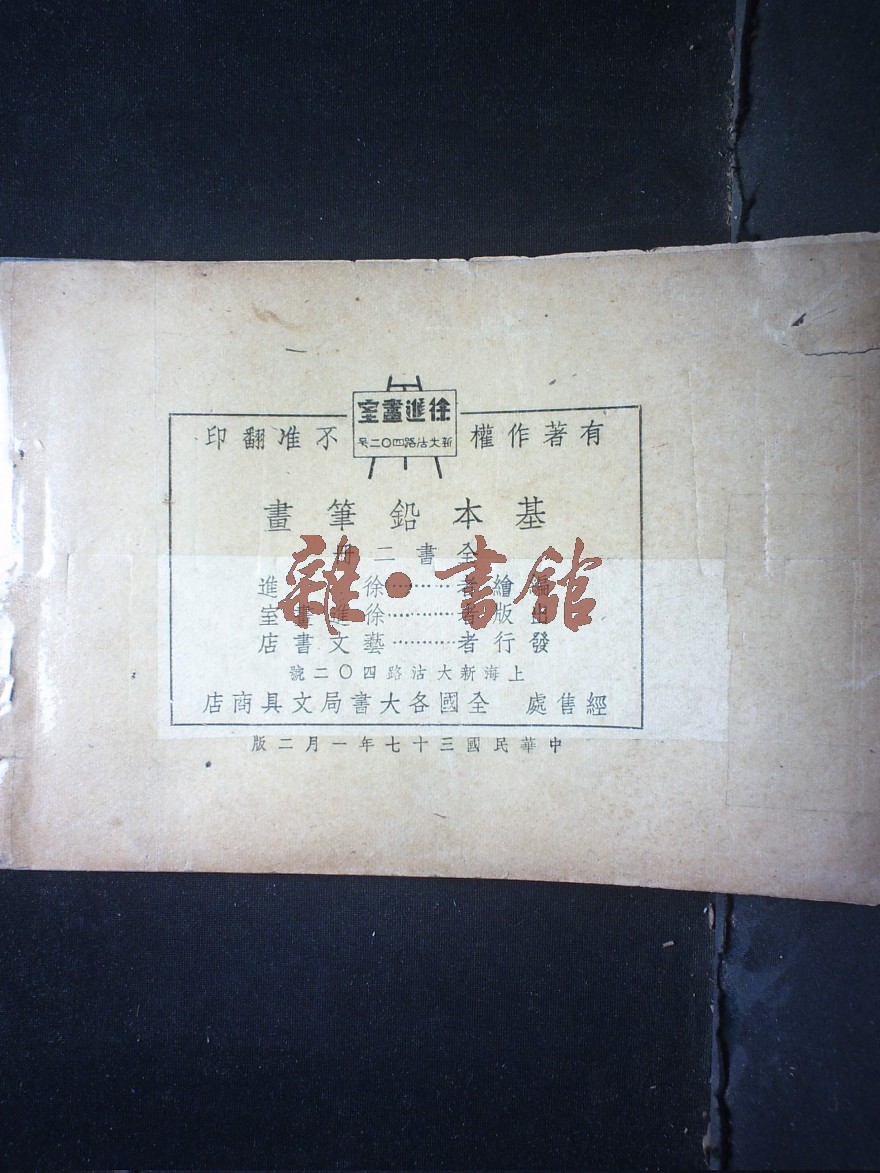 徐進畫室
新大沽路四〇二号
有著作權 不准翻印
基本鉛筆畫
全書二冊
編繪者………徐進
出版者………徐進畫室
發行者………藝文書店
上海新大沽路四〇二號
經售處 全國各大書局文具商店
中華民國三十七年一月二版
雜·書館